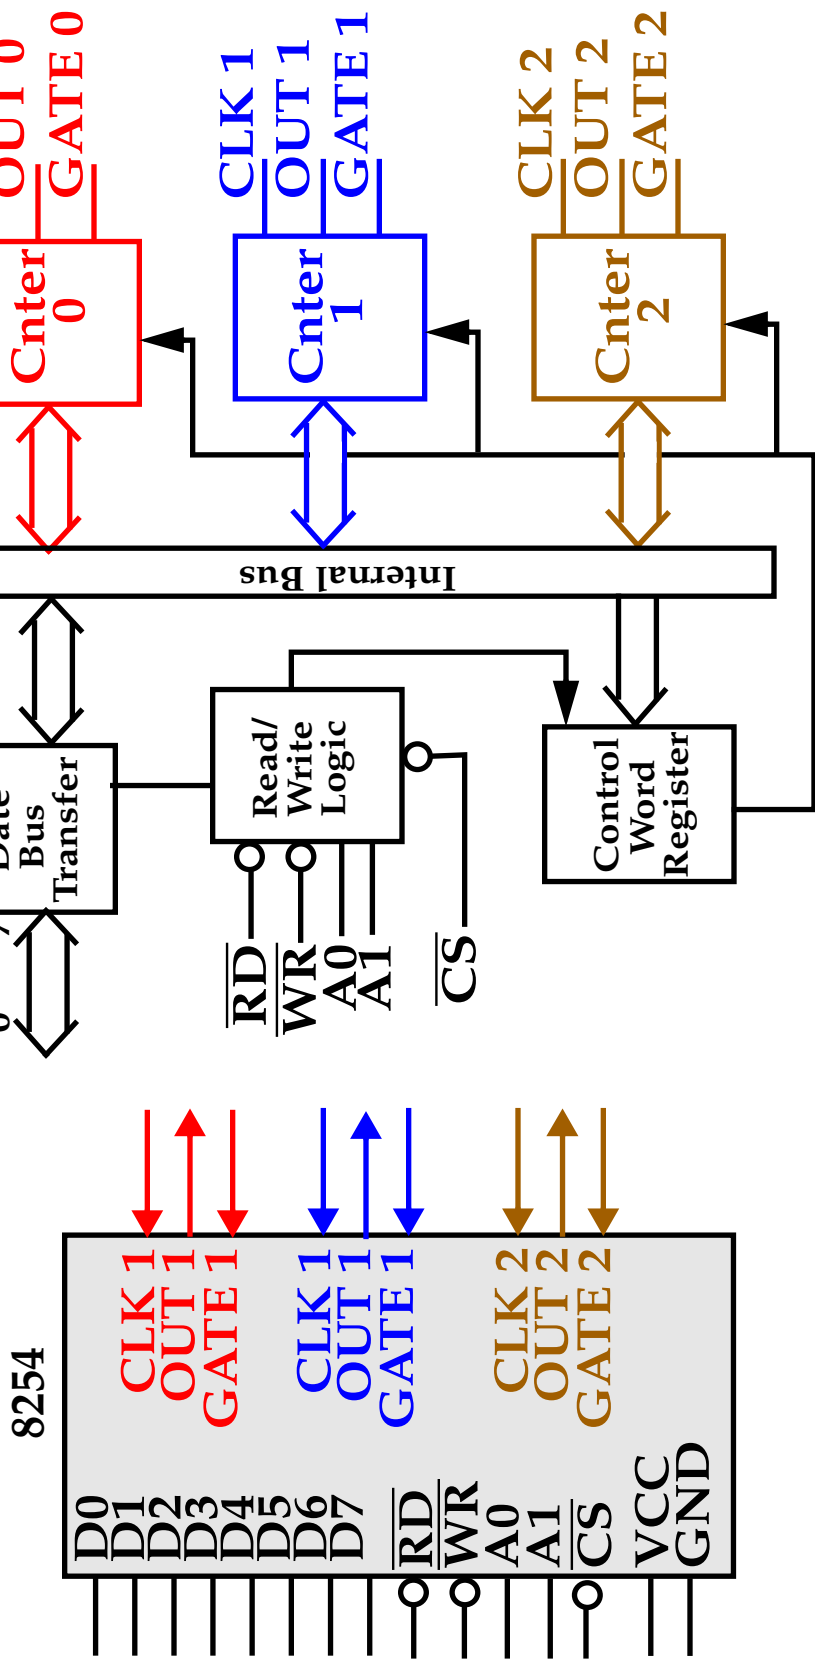 8254
D0
D1
D2
D3
D4
D5
D6
D7
RD
WR
A0
A1
CS
VCC
GND
CLK 1
OUT 1
GATE 1
CLK 1
OUT 1
GATE 1
CLK 2
OUT 2
GATE 2
Bus
Transfer
Read/
Write
Logic
RD
WR
A0
A1
CS
Control
Word
Register
Internal Bus
Cnter
0
Cnter
1
Cnter
2
OUT 0
GATE 0
CLK 1
OUT 1
GATE 1
CLK 2
OUT 2
GATE 2